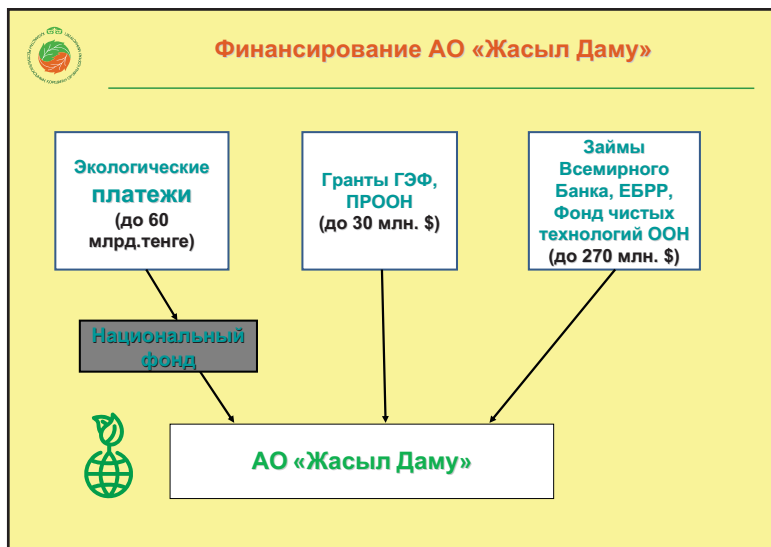 Финансирование АО «Жасыл Даму»
Экологические
платежи
(до 60
млрд.тенге)
Гранты ГЭФ,
ПРООН
(до 30 млн. $)
Займы
Всемирного
Банка, ЕБРР,
Фонд чистых
технологий ООН
(до 270 млн. $)
Национальный
фонд
АО «Жасыл Даму»